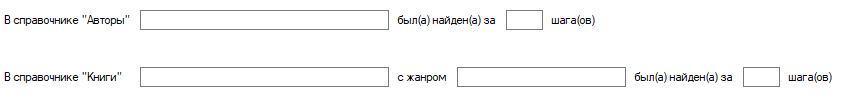 В справочнике "Авторы" был(а) найден(а) за шага(ов)
В справочнике "Книги" с жанром был(а) найден(а) за шага(ов)